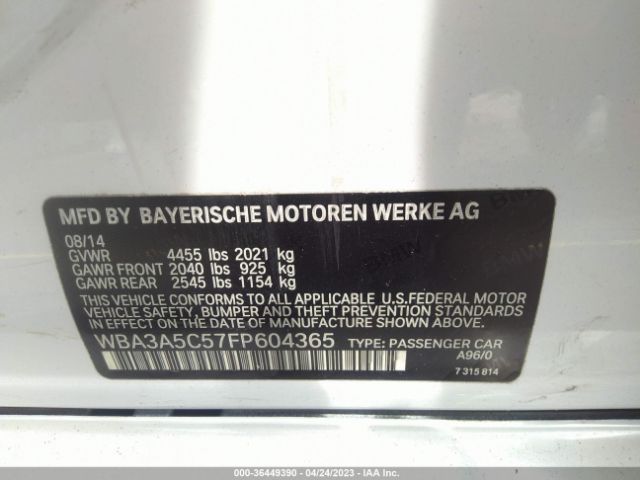 MFD BY BAYERISCHE MOTOREN WERKE AG
08/14
GVWR 4455 lbs 2021 kg
GAWR FRONT 2040 lbs 925 kg
GAWR REAR 2545 lbs 1154 kg
THIS VEHICLE CONFORMS TO ALL APPLICABLE U.S.FEDERAL MOTOR
VEHICLE SAFETY, BUMPER AND THEFT PREVENTION STANDARDS
IN EFFECT ON THE DATE OF MANUFACTURE SHOWN ABOVE.
WBA3A5C57FP604365 TYPE: PASSENGER CAR
A96/0
7 315 814
000-36449390 - 04/24/2023 - IAA Inc.